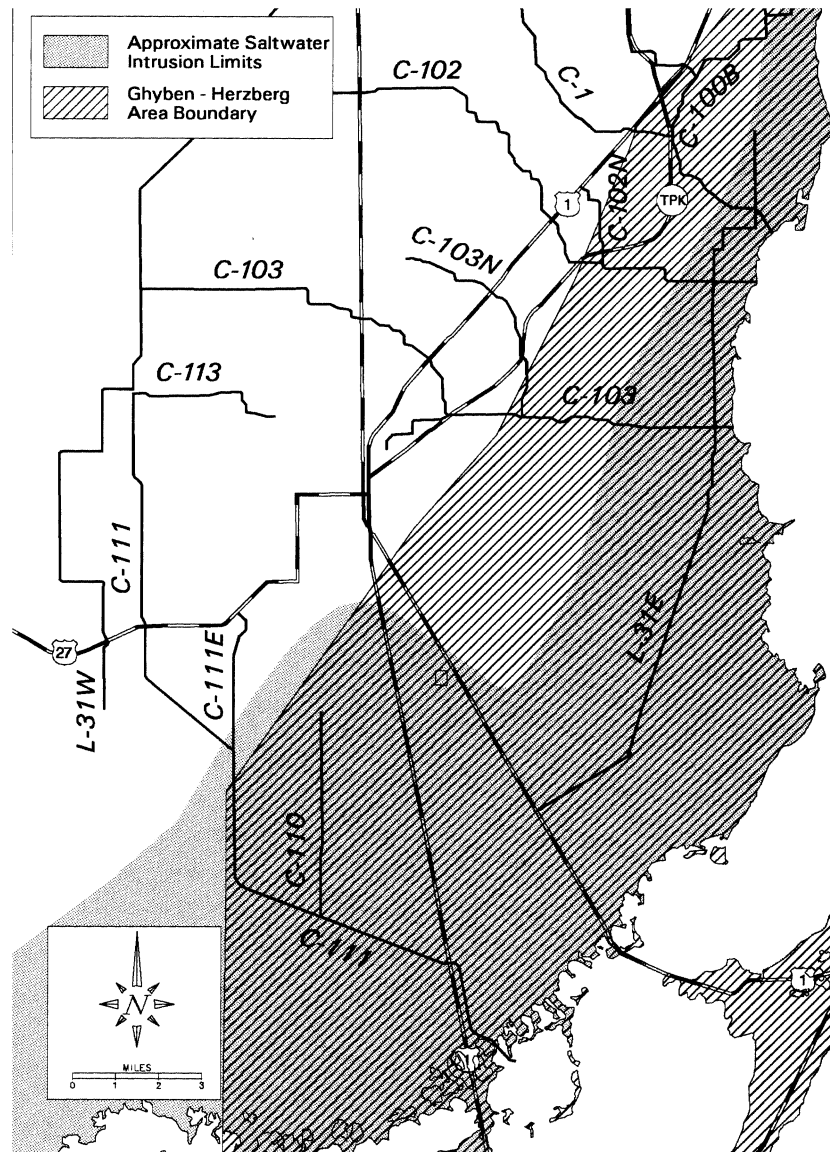 Approximate Saltwater
Intrusion Limits
Ghyben - Herzberg
Area Boundary
C-102
C-1
C-100B
C-102N
1
TPK
C-103N
C-103
C-113
C-103
C-111
C-111E
27
L-31W
L-31E
C-110
C-111
N
MILES
0 1 2 3
1